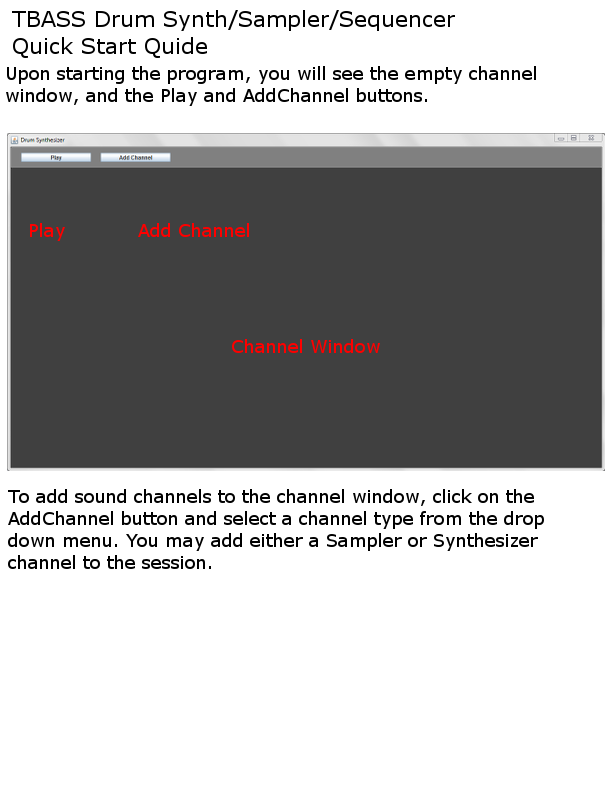 TBASS Drum Synth/Sampler/Sequencer
Quick Start Quide
Upon starting the program, you will see the empty channel
window, and the Play and AddChannel buttons.
Drum Synthesizer
Play Add Channel
Play Add Channel
Channel Window
To add sound channels to the channel window, click on the
AddChannel button and select a channel type from the drop
down menu. You may add either a Sampler or Synthesizer
channel to the session.